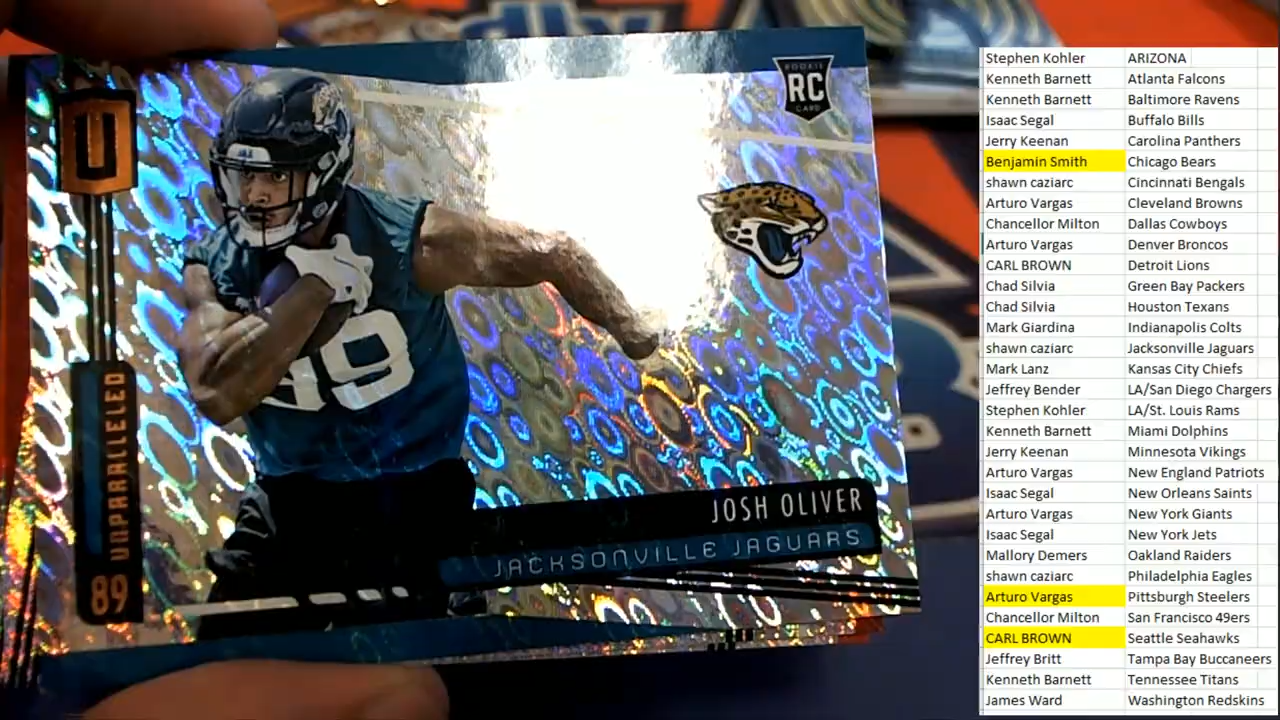 ROOKIE
RC
CARD
U
UNPARALLELED
89
89
JOSH OLIVER
JACKSONVILLE JAGUARS
Stephen Kohler ARIZONA
Kenneth Barnett Atlanta Falcons
Kenneth Barnett Baltimore Ravens
Isaac Segal Buffalo Bills
Jerry Keenan Carolina Panthers
Benjamin Smith Chicago Bears
shawn caziarc Cincinnati Bengals
Arturo Vargas Cleveland Browns
Chancellor Milton Dallas Cowboys
Arturo Vargas Denver Broncos
CARL BROWN Detroit Lions
Chad Silvia Green Bay Packers
Chad Silvia Houston Texans
Mark Giardina Indianapolis Colts
shawn caziarc Jacksonville Jaguars
Mark Lanz Kansas City Chiefs
Jeffrey Bender LA/San Diego Chargers
Stephen Kohler LA/St. Louis Rams
Kenneth Barnett Miami Dolphins
Jerry Keenan Minnesota Vikings
Arturo Vargas New England Patriots
Isaac Segal New Orleans Saints
Arturo Vargas New York Giants
Isaac Segal New York Jets
Mallory Demers Oakland Raiders
shawn caziarc Philadelphia Eagles
Arturo Vargas Pittsburgh Steelers
Chancellor Milton San Francisco 49ers
CARL BROWN Seattle Seahawks
Jeffrey Britt Tampa Bay Buccaneers
Kenneth Barnett Tennessee Titans
James Ward Washington Redskins